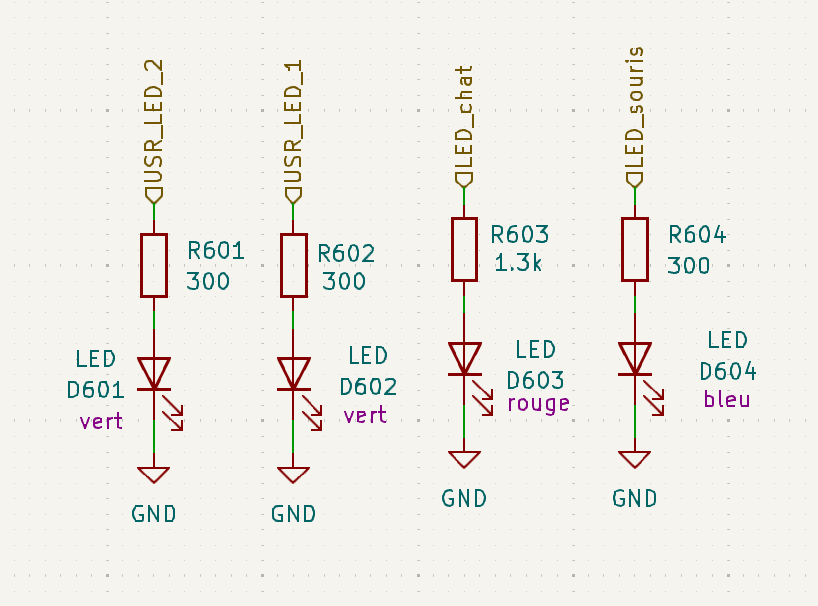 USR_LED_2
USR_LED_1
LED_chat
LED_souris
R601
300
R602
300
R603
1.3k
R604
300
LED
D601
vert
LED
D602
vert
LED
D603
rouge
LED
D604
bleu
GND
GND
GND
GND